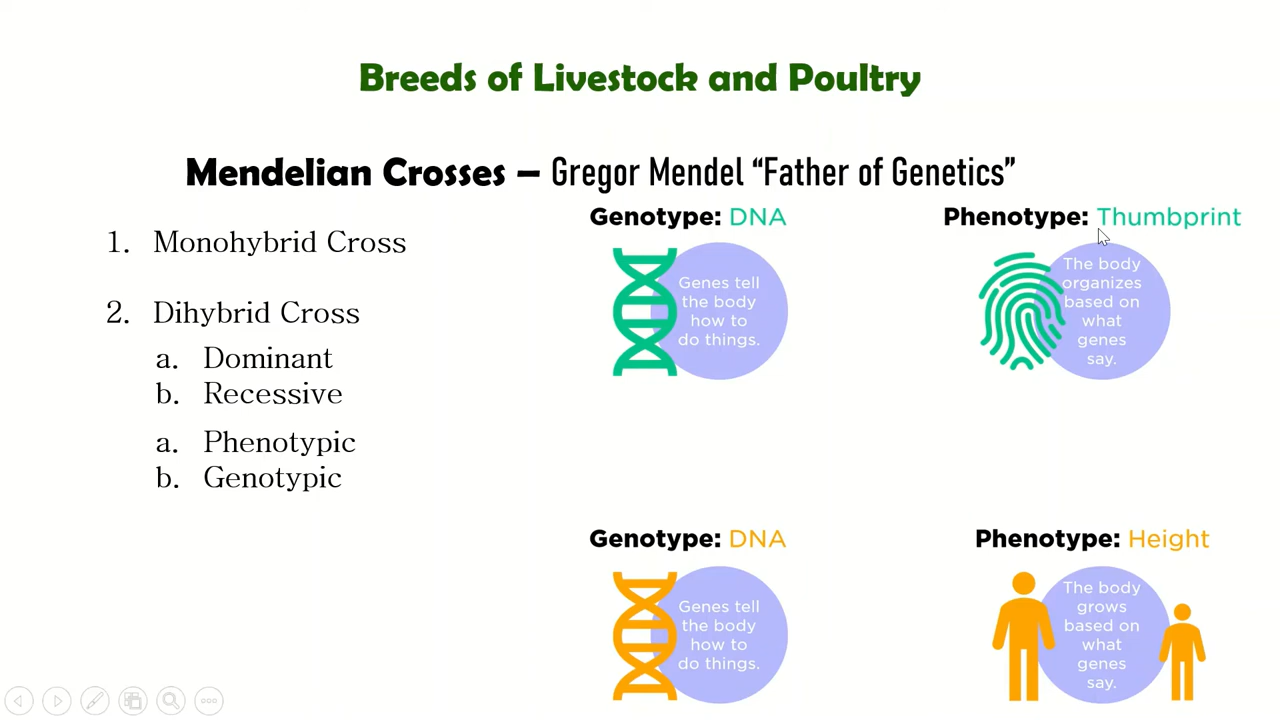 Breeds of Livestock and Poultry
Mendelian Crosses – Gregor Mendel “Father of Genetics”
1. Monohybrid Cross
2. Dihybrid Cross
a. Dominant
b. Recessive
a. Phenotypic
b. Genotypic
Genotype: DNA
Genes tell
the body
how to
do things.
Phenotype: Thumbprint
The body
organizes
based on
what
genes
say.
Genotype: DNA
Genes tell
the body
how to
do things.
Phenotype: Height
The body
grows
based on
what
genes
say.